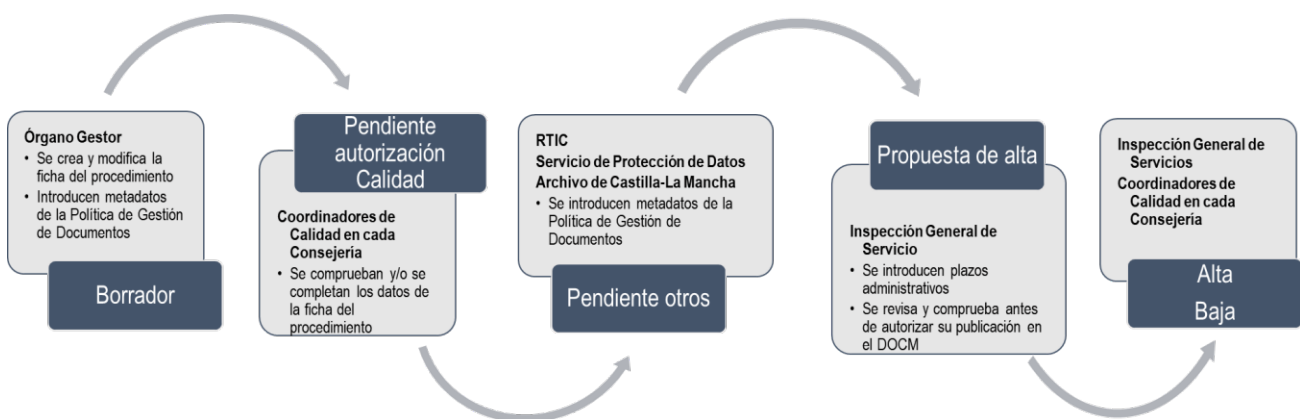 Órgano Gestor
• Se crea y modifica la
ficha del procedimiento
• Introducen metadatos
de la Política de Gestión
de Documentos
Borrador
Pendiente
autorización
Calidad
Coordinadores de
Calidad en cada
Consejería
• Se comprueban y/o se
completan los datos de
la ficha del
procedimiento
RTIC
Servicio de Protección de Datos
Archivo de Castilla-La Mancha
• Se introducen metadatos de la
Política de Gestión de
Documentos
Pendiente otros
Propuesta de alta
Inspección General de
Servicio
• Se introducen plazos
administrativos
• Se revisa y comprueba antes
de autorizar su publicación en
el DOCM
Inspección General de
Servicios
Coordinadores de
Calidad en cada
Consejería
Alta
Baja